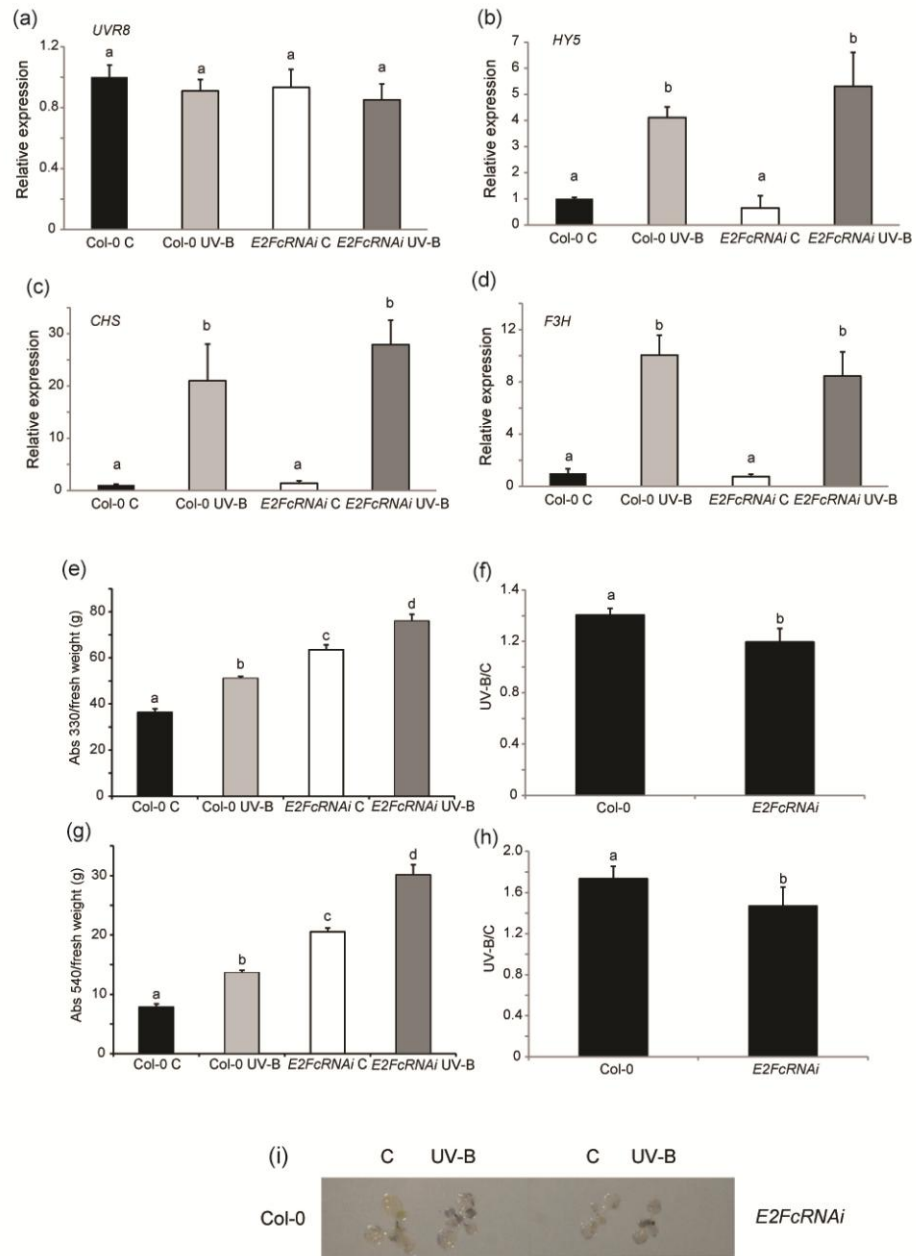 (a)
UVR8
Relative expression
1.2
0.8
0.4
0
a
a
a
a
Col-0 C
Col-0 UV-B
E2FcRNAi C
E2FcRNAi UV-B
(b)
HY5
Relative expression
7
6
5
4
3
2
1
0
a
b
a
b
Col-0 C
Col-0 UV-B
E2FcRNAi C
E2FcRNAi UV-B
(c)
CHS
Relative expression
30
20
10
0
a
b
a
b
Col-0 C
Col-0 UV-B
E2FcRNAi C
E2FcRNAi UV-B
(d)
F3H
Relative expression
12
8
4
0
a
b
a
b
Col-0 C
Col-0 UV-B
E2FcRNAi C
E2FcRNAi UV-B
(e)
Abs 330/fresh weight (g)
80
60
40
20
0
a
b
c
d
Col-0 C
Col-0 UV-B
E2FcRNAi C
E2FcRNAi UV-B
(f)
UV-B/C
1.4
1.2
0.8
0.4
0
a
b
Col-0
E2FcRNAi
(g)
Abs 540/fresh weight (g)
30
20
10
0
a
b
c
d
Col-0 C
Col-0 UV-B
E2FcRNAi C
E2FcRNAi UV-B
(h)
UV-B/C
2.0
1.6
1.2
0.8
0.4
0
a
b
Col-0
E2FcRNAi
(i)
C UV-B C UV-B
Col-0 E2FcRNAi